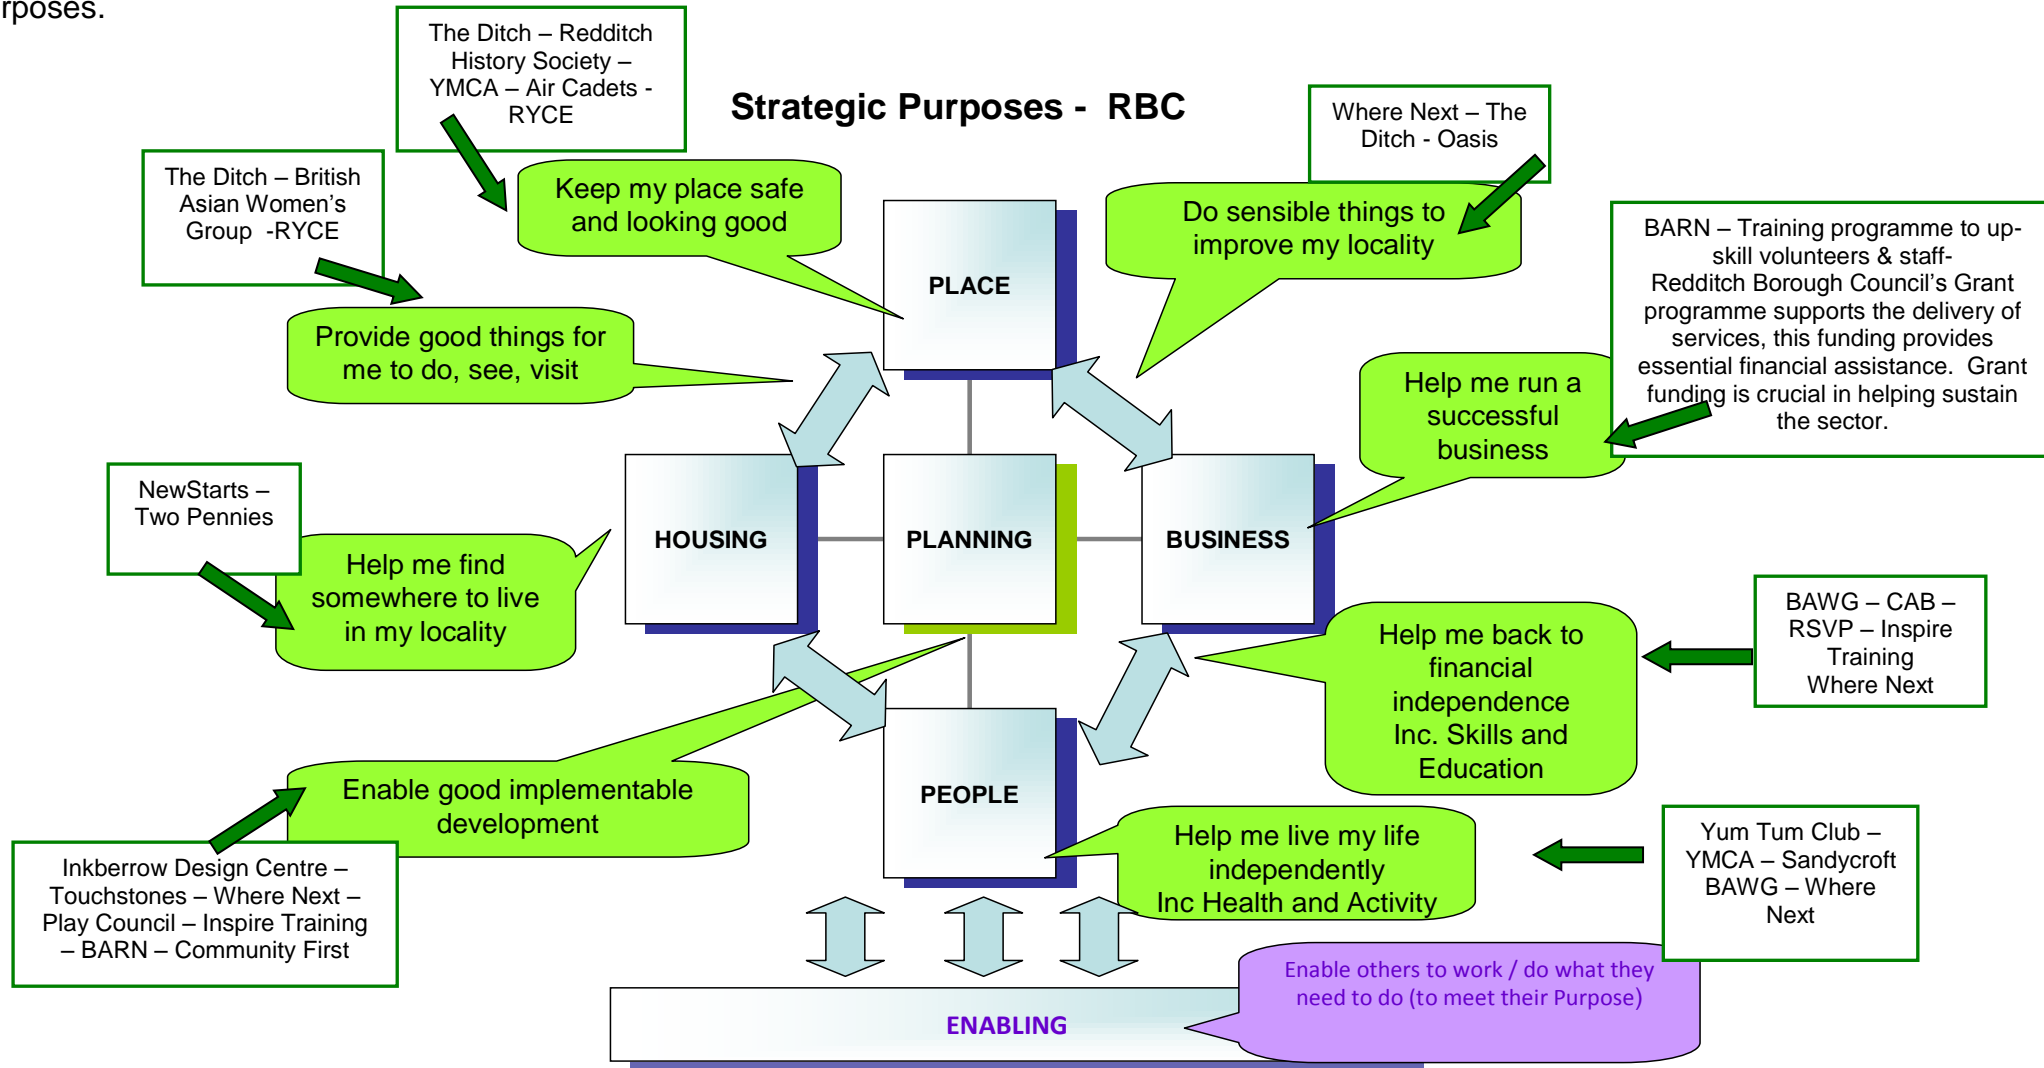 rposes.
The Ditch – Redditch
History Society –
YMCA – Air Cadets -
RYCE
Strategic Purposes -  RBC
Where Next – The
Ditch - Oasis
The Ditch – British
Asian Women's
Group  -RYCE
Keep my place safe
and looking good
Do sensible things to
improve my locality
BARN – Training programme to up-
skill volunteers & staff-
Redditch Borough Council's Grant
programme supports the delivery of
services, this funding provides
essential financial assistance.  Grant
funding is crucial in helping sustain
the sector.
PLACE
Provide good things for
me to do, see, visit
Help me run a
successful
business
NewStarts –
Two Pennies
HOUSING
PLANNING
BUSINESS
Help me find
somewhere to live
in my locality
BAWG – CAB –
RSVP – Inspire
Training
Where Next
Help me back to
financial
independence
Inc. Skills and
Education
Enable good implementable
development
PEOPLE
Help me live my life
independently
Inc Health and Activity
Yum Tum Club –
YMCA – Sandycroft
BAWG – Where
Next
Inkberrow Design Centre –
Touchstones – Where Next –
Play Council – Inspire Training
– BARN – Community First
Enable others to work / do what they
need to do (to meet their Purpose)
ENABLING